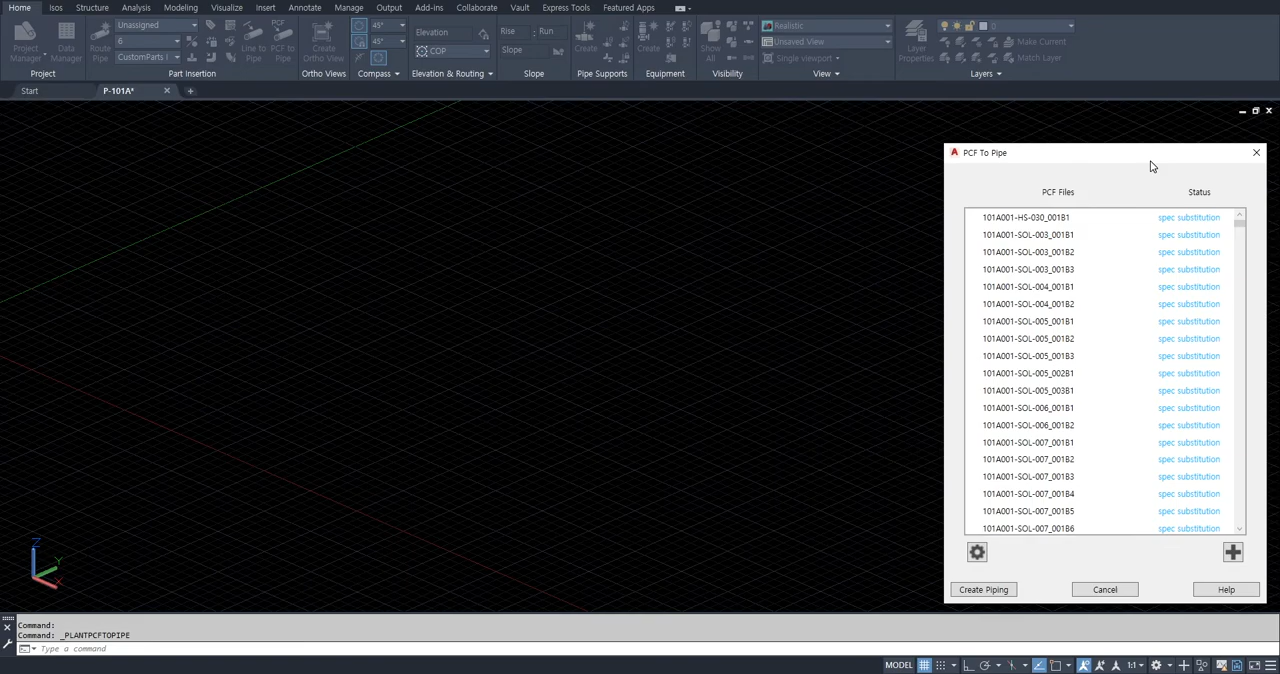 Home Isos Structure Analysis Modeling Visualize Insert Annotate Manage Output Add-ins Collaborate Vault Express Tools Featured Apps
Project Manager
Data Manager
Project
Route Pipe
Unassigned
6
CustomParts
Line to Pipe
PCF to Pipe
Part Insertion
Create Ortho View
Ortho Views
45°
45°
Compass
Elevation
COP
Elevation & Routing
Rise Run
Slope
Slope
Create
Pipe Supports
Create
Equipment
Show All
Visibility
Realistic
Unsaved View
Single viewport
View
Layer Properties
0
Make Current
Match Layer
Layers
Start P-101A*
PCF To Pipe
PCF Files Status
101A001-HS-030_001B1 spec substitution
101A001-SOL-003_001B1 spec substitution
101A001-SOL-003_001B2 spec substitution
101A001-SOL-003_001B3 spec substitution
101A001-SOL-004_001B1 spec substitution
101A001-SOL-004_001B2 spec substitution
101A001-SOL-005_001B1 spec substitution
101A001-SOL-005_001B2 spec substitution
101A001-SOL-005_001B3 spec substitution
101A001-SOL-005_002B1 spec substitution
101A001-SOL-005_003B1 spec substitution
101A001-SOL-006_001B1 spec substitution
101A001-SOL-006_001B2 spec substitution
101A001-SOL-007_001B1 spec substitution
101A001-SOL-007_001B2 spec substitution
101A001-SOL-007_001B3 spec substitution
101A001-SOL-007_001B4 spec substitution
101A001-SOL-007_001B5 spec substitution
101A001-SOL-007_001B6 spec substitution
Create Piping Cancel Help
Z
Y
X
Command:
Command: _PLANTPCFTOPIPE
Type a command
MODEL 1:1